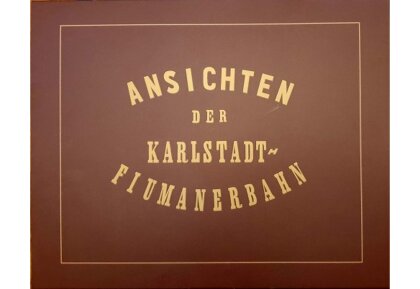 ANSICHTEN
DER
KARLSTADT-
FIUMANERBAHN